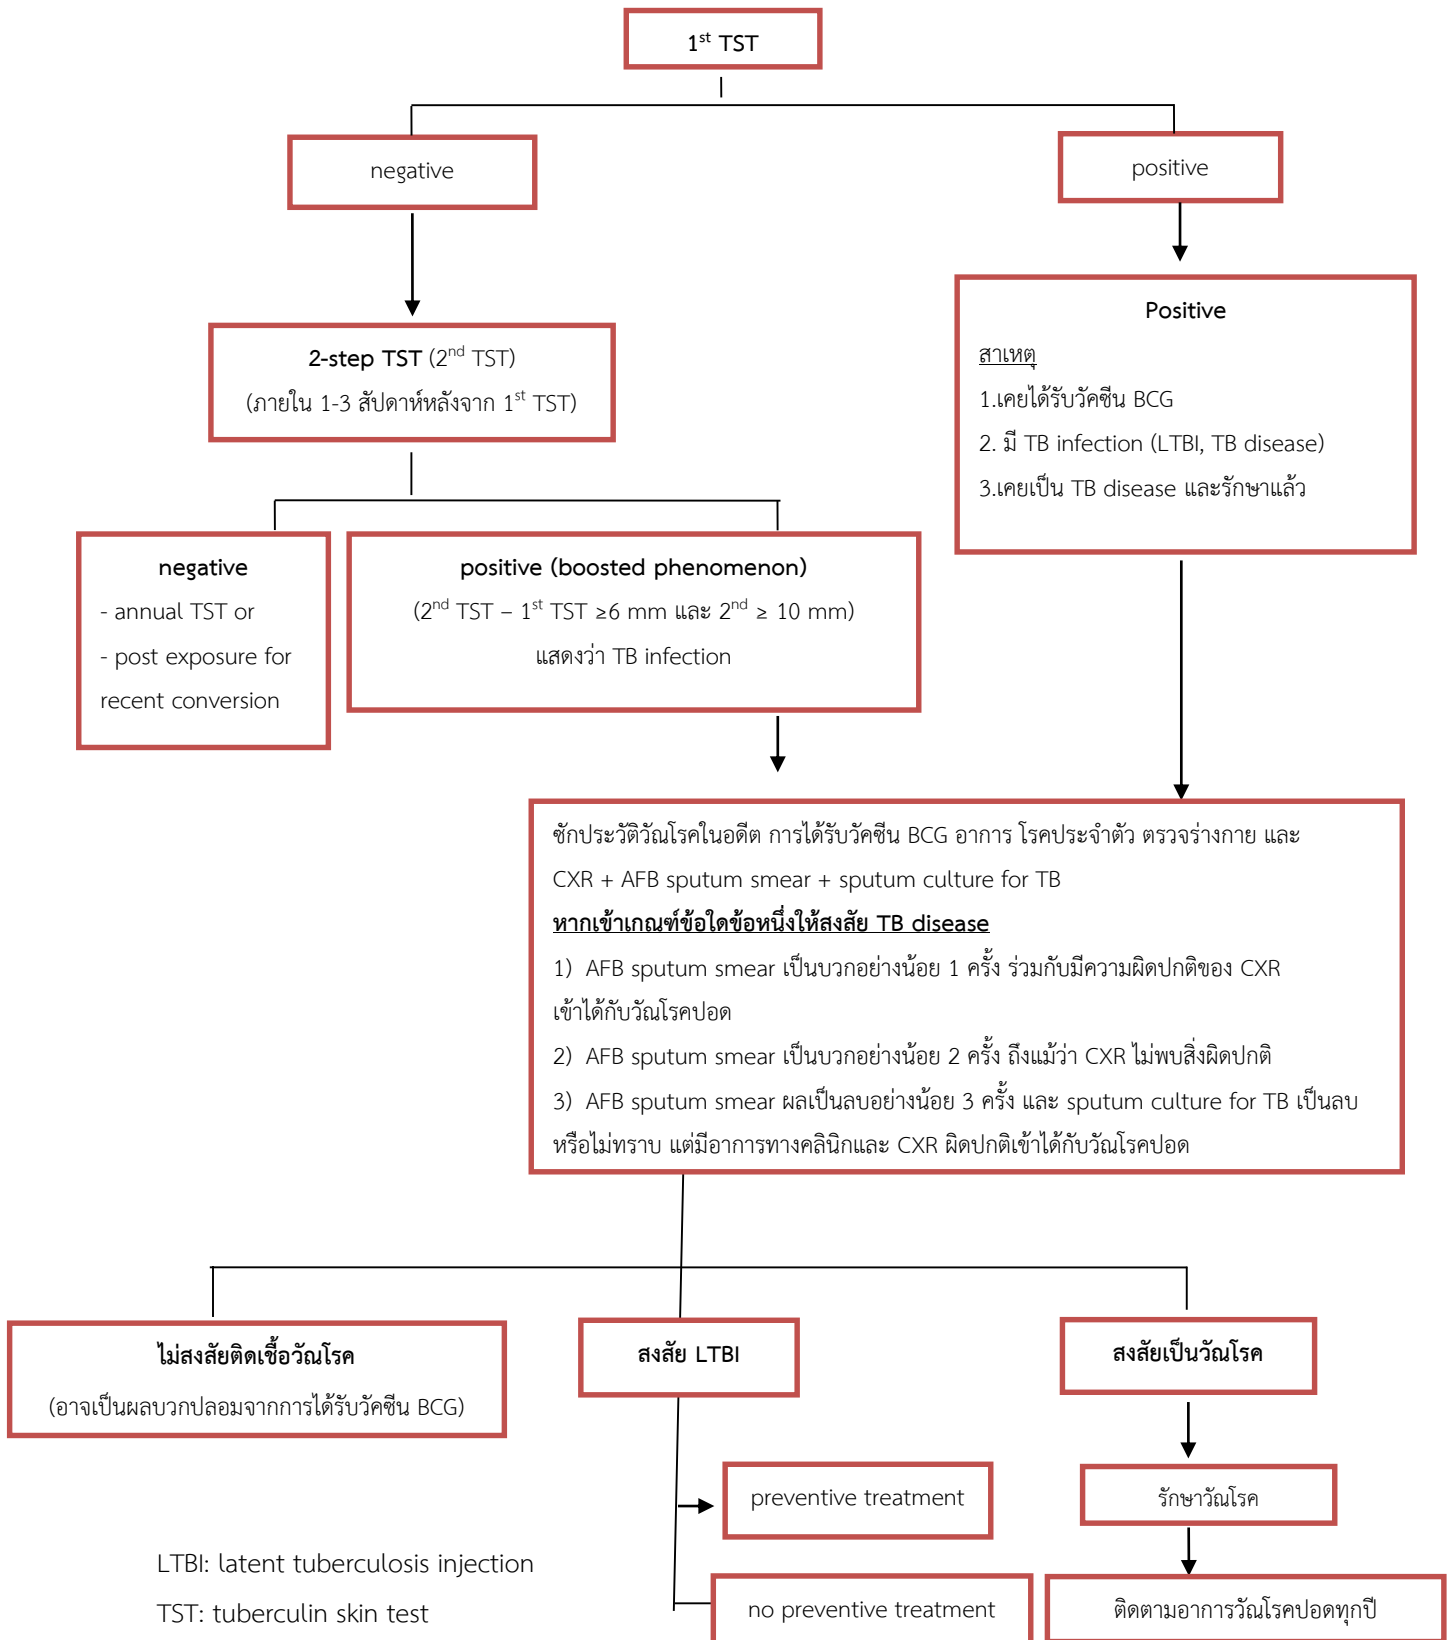 1st TST
negative
positive
2-step TST (2nd TST)
(ภายใน 1-3 สัปดาห์หลังจาก 1st TST)
Positive
สาเหตุ
1.เคยได้รับวัคซีน BCG
2. มี TB infection (LTBI, TB disease)
3.เคยเป็น TB disease และรักษาแล้ว
negative
- annual TST or
- post exposure for
recent conversion
positive (boosted phenomenon)
(2nd TST – 1st TST ≥6 mm และ 2nd ≥ 10 mm)
แสดงว่า TB infection
ซักประวัติวัณโรคในอดีต การได้รับวัคซีน BCG อาการ โรคประจำตัว ตรวจร่างกาย และ
CXR + AFB sputum smear + sputum culture for TB
หากเข้าเกณฑ์ข้อใดข้อหนึ่งให้สงสัย TB disease
1) AFB sputum smear เป็นบวกอย่างน้อย 1 ครั้ง ร่วมกับมีความผิดปกติของ CXR
เข้าได้กับวัณโรคปอด
2) AFB sputum smear เป็นบวกอย่างน้อย 2 ครั้ง ถึงแม้ว่า CXR ไม่พบสิ่งผิดปกติ
3) AFB sputum smear ผลเป็นลบอย่างน้อย 3 ครั้ง และ sputum culture for TB เป็นลบ
หรือไม่ทราบ แต่มีอาการทางคลินิกและ CXR ผิดปกติเข้าได้กับวัณโรคปอด
ไม่สงสัยติดเชื้อวัณโรค
(อาจเป็นผลบวกปลอมจากการได้รับวัคซีน BCG)
สงสัย LTBI
สงสัยเป็นวัณโรค
preventive treatment
รักษาวัณโรค
no preventive treatment
ติดตามอาการวัณโรคปอดทุกปี
LTBI: latent tuberculosis injection
TST: tuberculin skin test